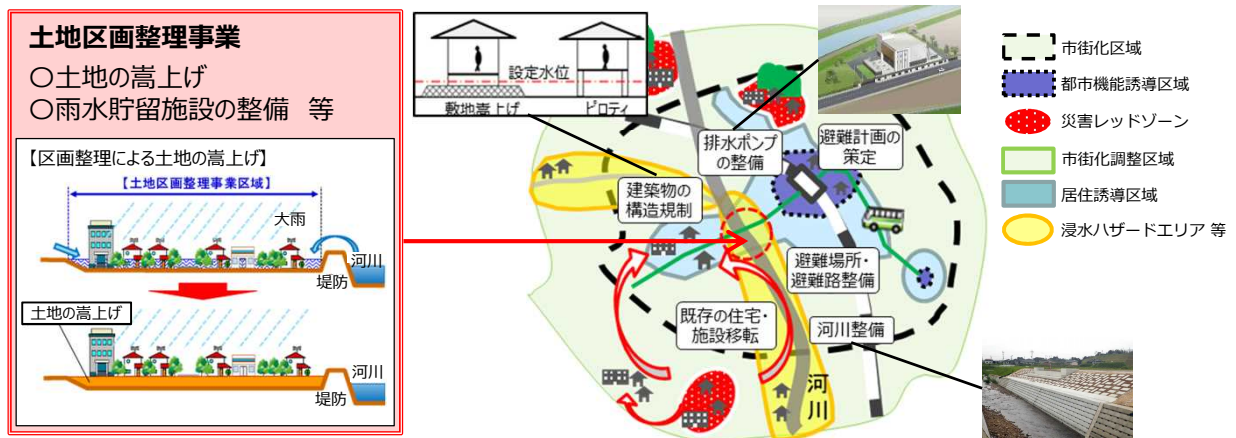 土地区画整理事業
〇土地の嵩上げ
〇雨水貯留施設の整備 等
【区画整理による土地の嵩上げ】
【土地区画整理事業区域】
大雨
河川
堤防
土地の嵩上げ
河川
堤防
設定水位
敷地嵩上げ
ピロティ
排水ポンプ
の整備
避難計画の
策定
建築物の
構造規制
避難場所・
避難路整備
既存の住宅・
施設移転
河川整備
河川
市街化区域
都市機能誘導区域
災害レッドゾーン
市街化調整区域
居住誘導区域
浸水ハザードエリア 等